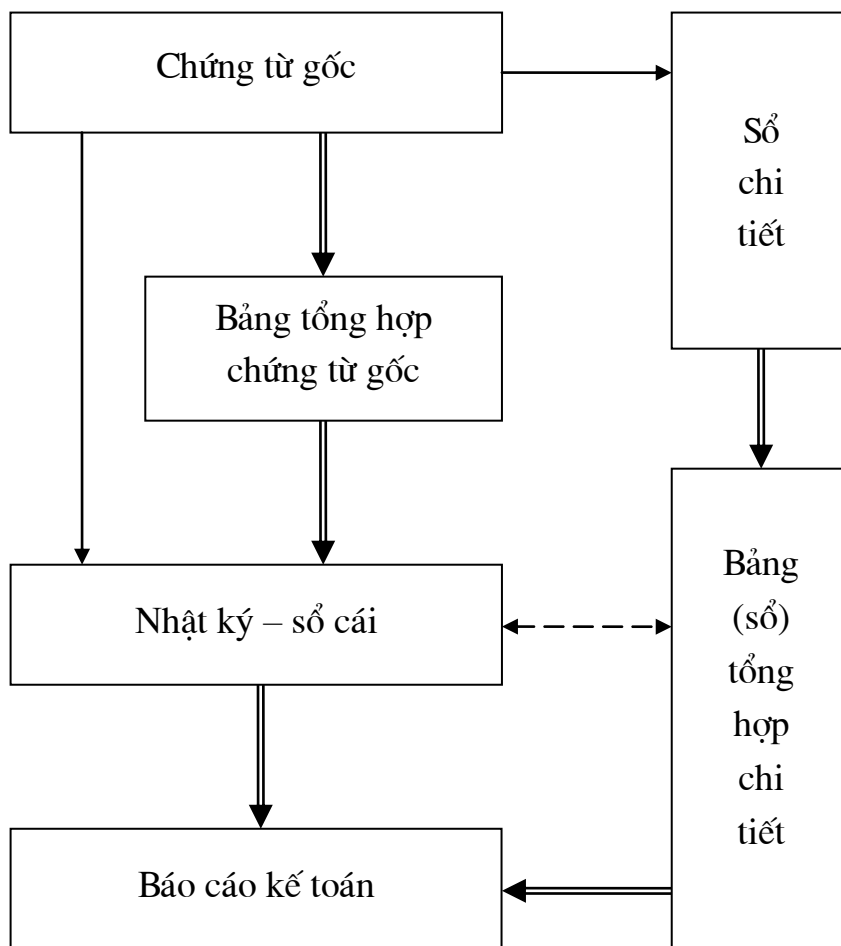 Chứng từ gốc
Sổ
chi
tiết
Bảng tổng hợp
chứng từ gốc
Nhật ký – sổ cái
Bảng
(sổ)
tổng
hợp
chi
tiết
Báo cáo kế toán